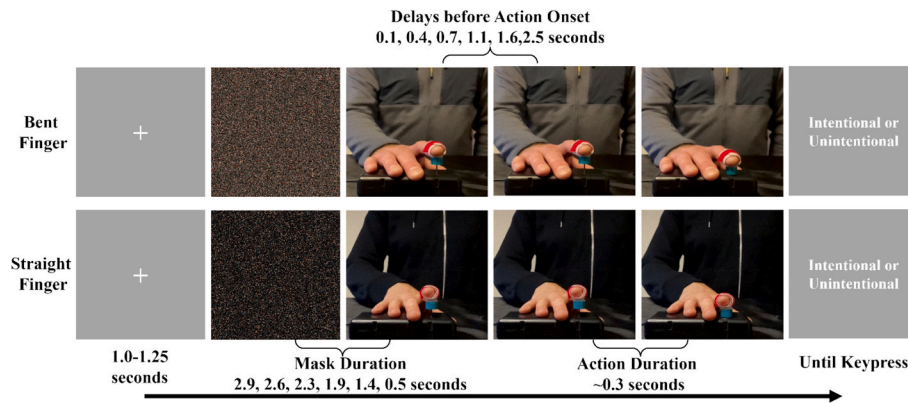 Delays before Action Onset
0.1, 0.4, 0.7, 1.1, 1.6,2.5 seconds
Bent
Finger
Intentional or
Unintentional
Straight
Finger
Intentional or
Unintentional
1.0-1.25
seconds
Mask Duration
2.9, 2.6, 2.3, 1.9, 1.4, 0.5 seconds
Action Duration
~0.3 seconds
Until Keypress